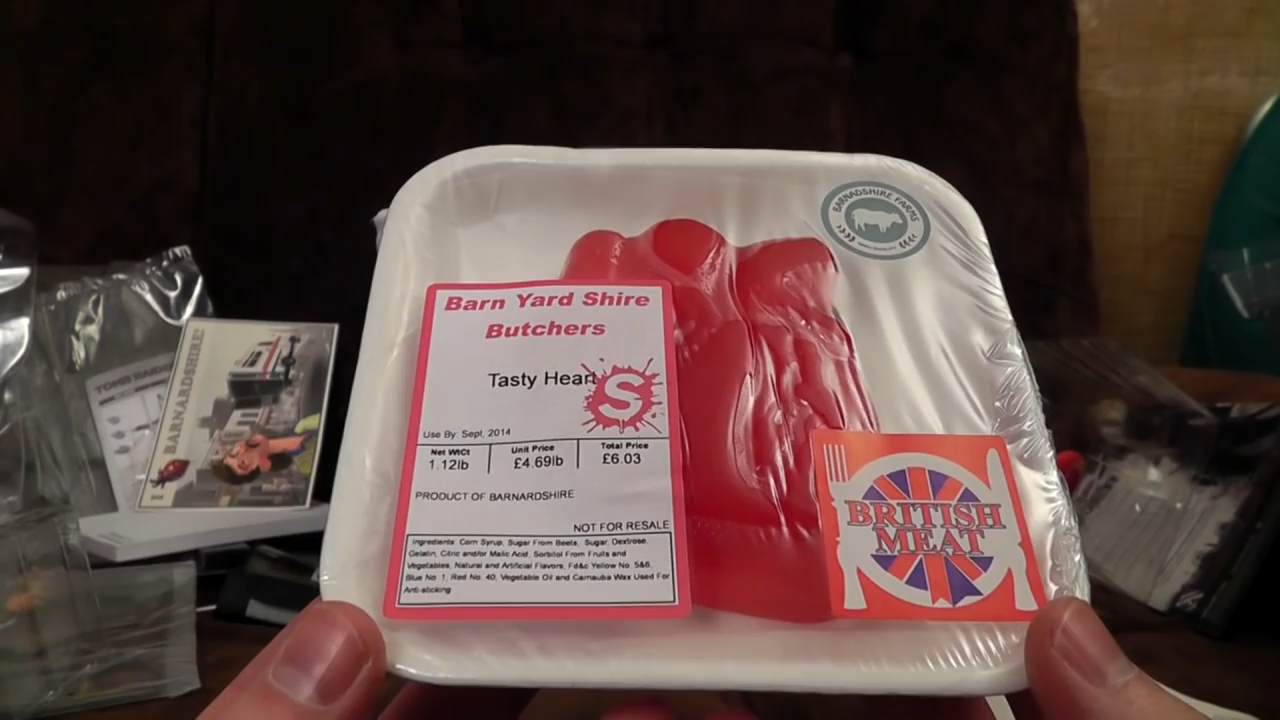 BARNADSHIRE FARMS
Barn Yard Shire
Butchers
Tasty Heart
S
Use By: Sept, 2014
Net Wt/Ct Unit Price Total Price
1.12lb £4.69lb £6.03
PRODUCT OF BARNARDSHIRE
NOT FOR RESALE
Ingredients: Corn Syrup, Sugar From Beets, Sugar, Dextrose,
Gelatin, Citric and/or Malic Acid, Sorbitol From Fruits and
Vegetables, Natural and Artificial Flavors, Fd&c Yellow No. 5&6,
Blue No. 1, Red No. 40, Vegetable Oil and Carnauba Wax Used For
Anti-sticking
BRITISH
MEAT
BARNARDSHIRE
TOMB RAIDER